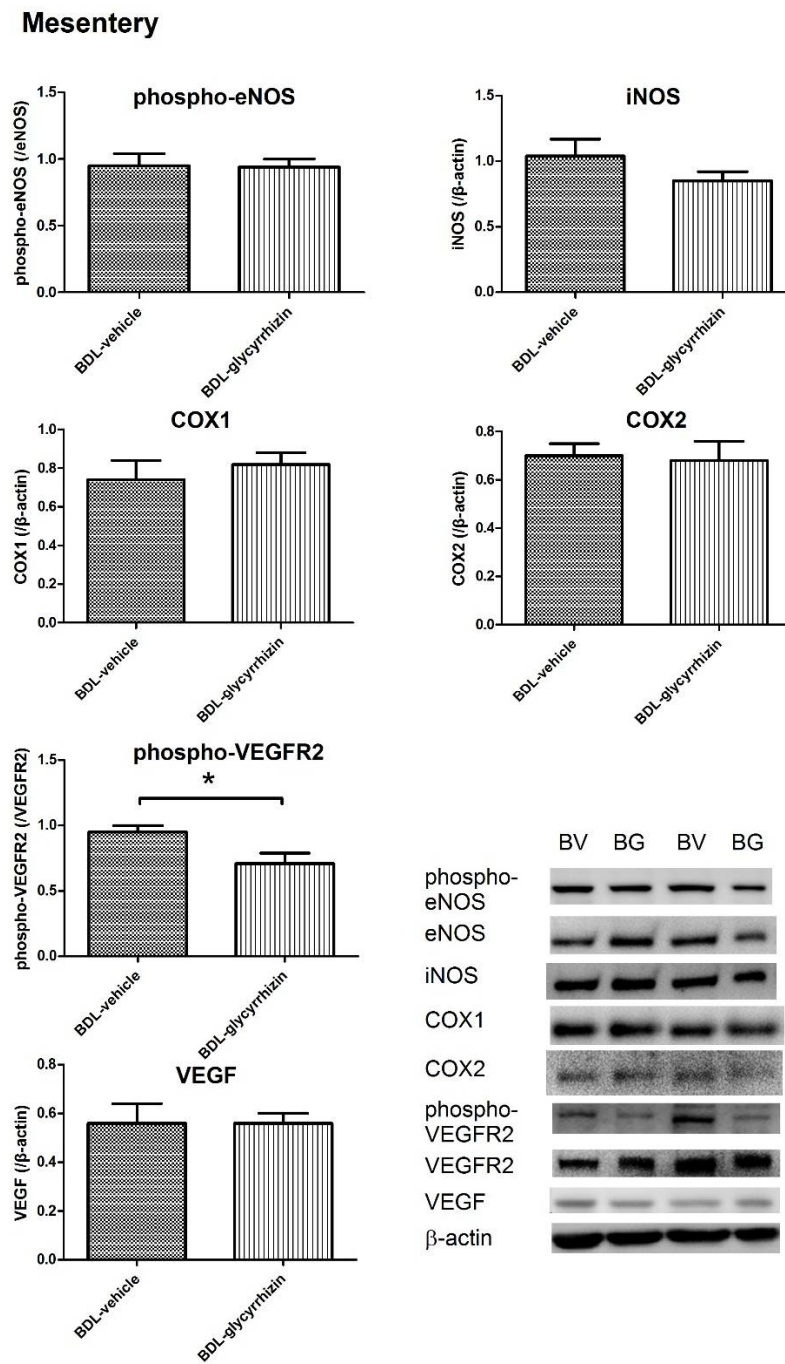 Mesentery
phospho-eNOS
phospho-eNOS (/eNOS)
1.5
1.0
0.5
0.0
BDL-vehicle
BDL-glycyrrhizin
iNOS
iNOS (/β-actin)
1.5
1.0
0.5
0.0
BDL-vehicle
BDL-glycyrrhizin
COX1
COX1 (/β-actin)
1.0
0.8
0.6
0.4
0.2
0.0
BDL-vehicle
BDL-glycyrrhizin
COX2
COX2 (/β-actin)
0.8
0.6
0.4
0.2
0.0
BDL-vehicle
BDL-glycyrrhizin
phospho-VEGFR2
phospho-VEGFR2 (/VEGFR2)
1.5
1.0
0.5
0.0
*
BDL-vehicle
BDL-glycyrrhizin
VEGF
VEGF (/β-actin)
0.8
0.6
0.4
0.2
0.0
BDL-vehicle
BDL-glycyrrhizin
BV BG BV BG
phospho-
eNOS
eNOS
iNOS
COX1
COX2
phospho-
VEGFR2
VEGFR2
VEGF
β-actin